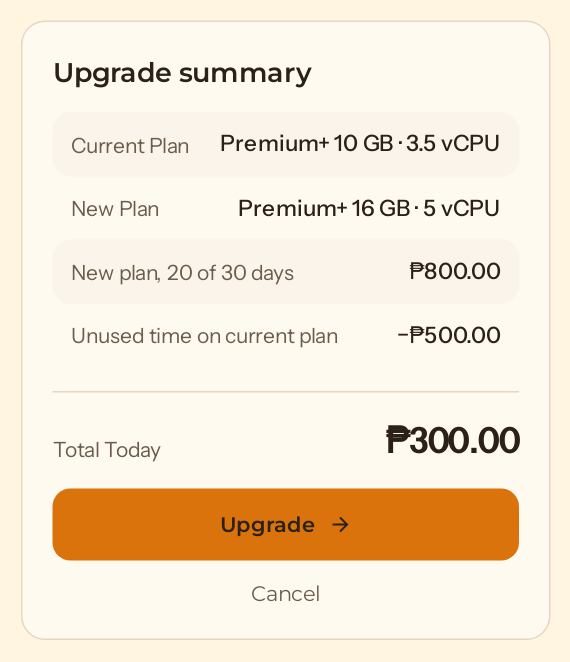 Upgrade summary
Current Plan Premium+ 10 GB · 3.5 vCPU
New Plan Premium+ 16 GB · 5 vCPU
New plan, 20 of 30 days ₱800.00
Unused time on current plan −₱500.00
Total Today ₱300.00
Upgrade →
Cancel